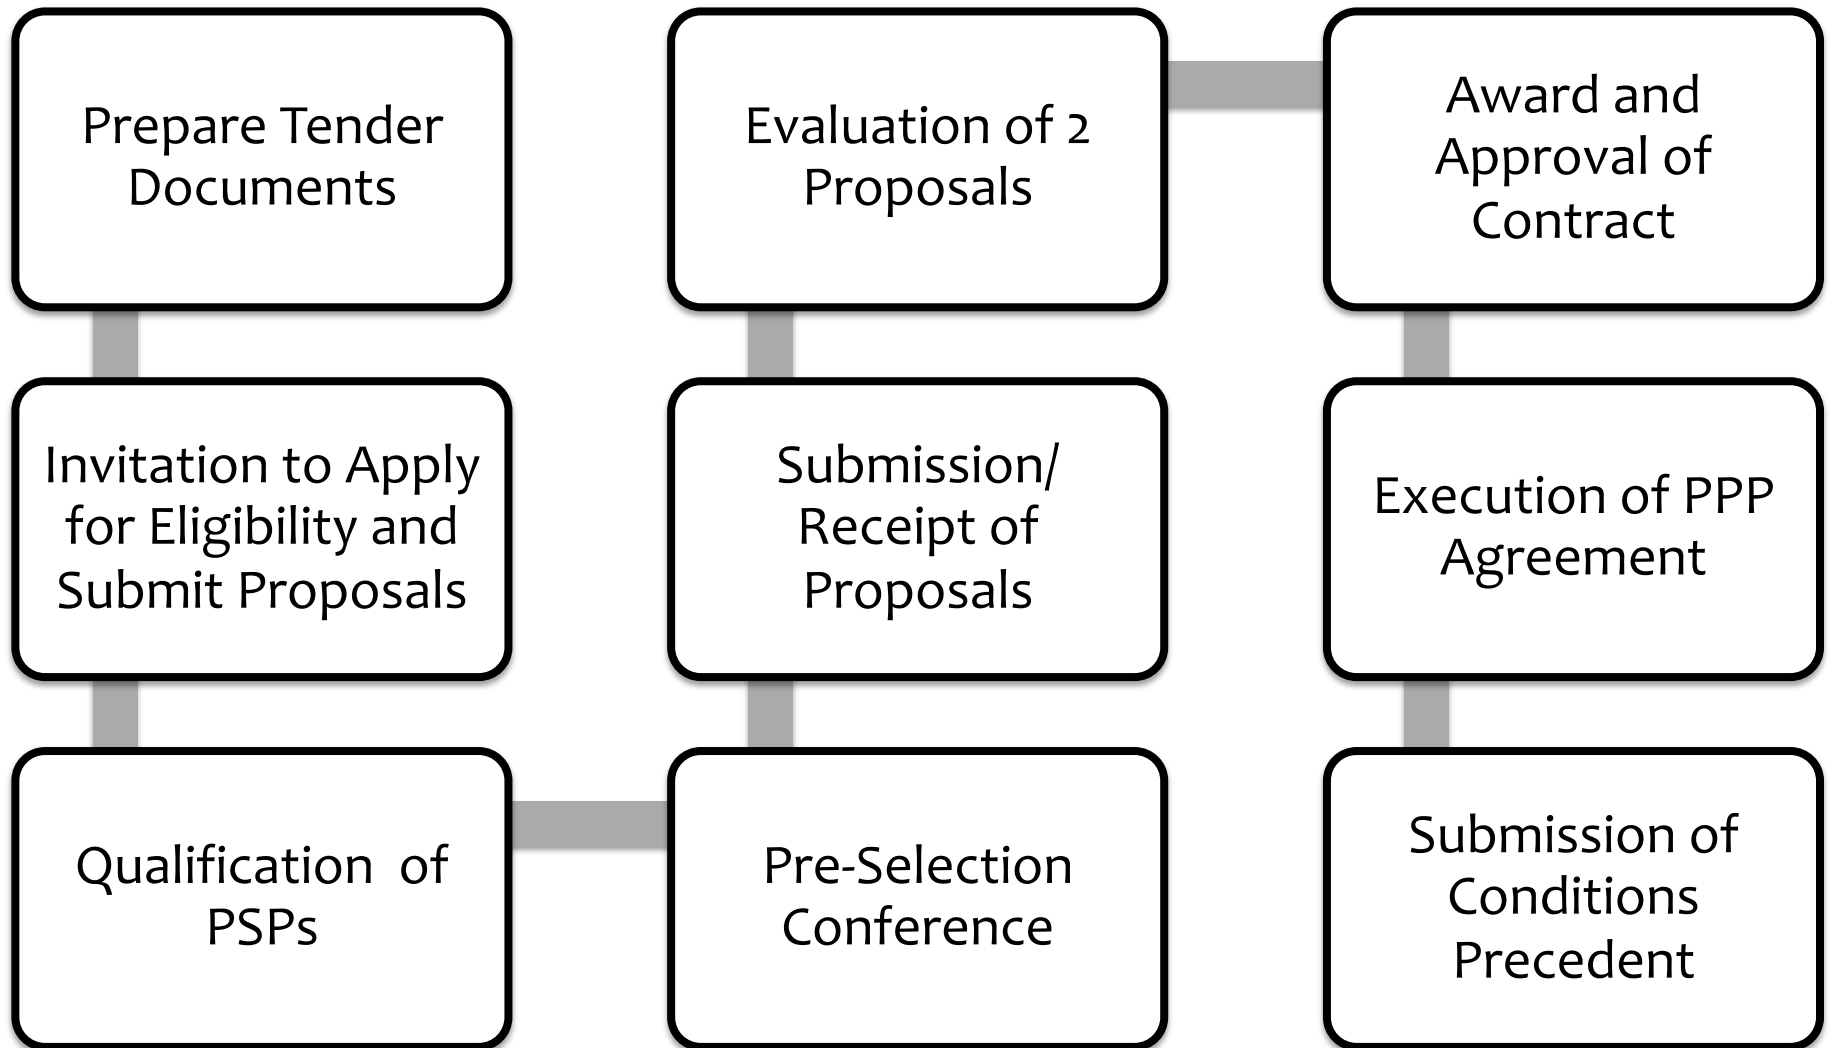 Prepare Tender
Documents
Invitation to Apply
for Eligibility and
Submit Proposals
Qualification of
PSPs
Pre-Selection
Conference
Submission/
Receipt of
Proposals
Evaluation of 2
Proposals
Award and
Approval of
Contract
Execution of PPP
Agreement
Submission of
Conditions
Precedent